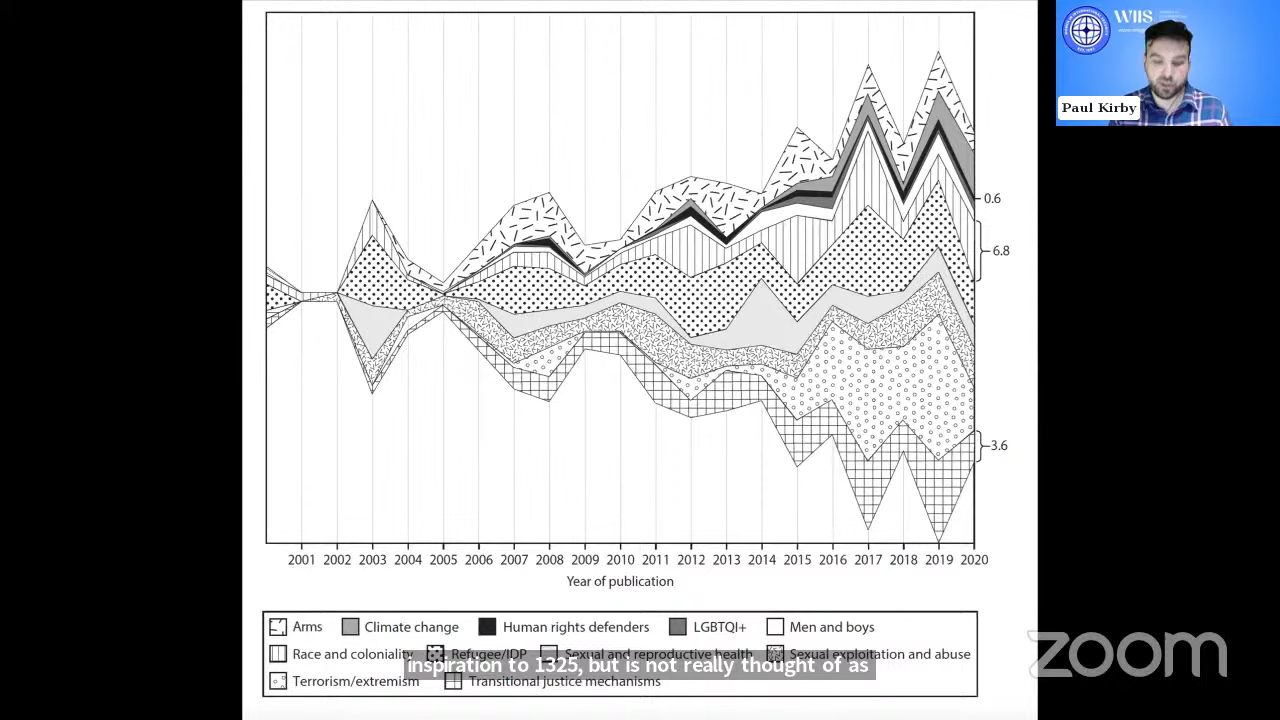 WIIS
Paul Kirby
0.6
6.8
3.6
2001 2002 2003 2004 2005 2006 2007 2008 2009 2010 2011 2012 2013 2014 2015 2016 2017 2018 2019 2020
Year of publication
Arms Climate change Human rights defenders LGBTQI+ Men and boys
Race and coloniality Refugee/IDP Sexual and reproductive health Sexual exploitation and abuse
inspiration to 1325, but is not really thought of as
Terrorism/extremism Transitional justice mechanisms
zoom